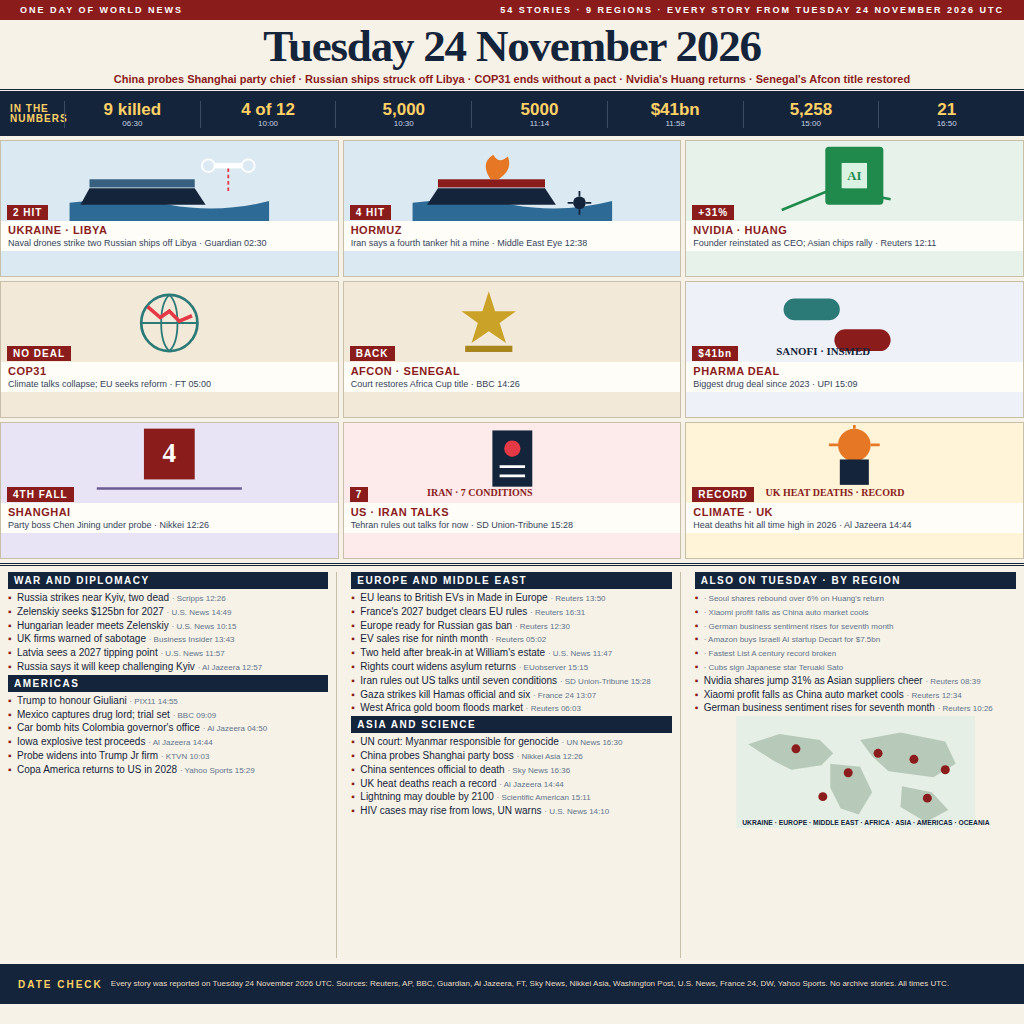 ONE DAY OF WORLD NEWS
54 STORIES · 9 REGIONS · EVERY STORY FROM TUESDAY 24 NOVEMBER 2026 UTC
Tuesday 24 November 2026
China probes Shanghai party chief · Russian ships struck off Libya · COP31 ends without a pact · Nvidia's Huang returns · Senegal's Afcon title restored
IN THE
NUMBERS
9 killed
06:30
4 of 12
10:00
5,000
10:30
5000
11:14
$41bn
11:58
5,258
15:00
21
16:50
2 HIT
UKRAINE · LIBYA
Naval drones strike two Russian ships off Libya · Guardian 02:30
4 HIT
HORMUZ
Iran says a fourth tanker hit a mine · Middle East Eye 12:38
AI
+31%
NVIDIA · HUANG
Founder reinstated as CEO; Asian chips rally · Reuters 12:11
NO DEAL
COP31
Climate talks collapse; EU seeks reform · FT 05:00
BACK
AFCON · SENEGAL
Court restores Africa Cup title · BBC 14:26
$41bn
SANOFI · INSMED
PHARMA DEAL
Biggest drug deal since 2023 · UPI 15:09
4
4TH FALL
SHANGHAI
Party boss Chen Jining under probe · Nikkei 12:26
7
IRAN · 7 CONDITIONS
US · IRAN TALKS
Tehran rules out talks for now · SD Union-Tribune 15:28
RECORD
UK HEAT DEATHS · RECORD
CLIMATE · UK
Heat deaths hit all time high in 2026 · Al Jazeera 14:44
WAR AND DIPLOMACY
▪ Russia strikes near Kyiv, two dead · Scripps 12:26
▪ Zelenskiy seeks $125bn for 2027 · U.S. News 14:49
▪ Hungarian leader meets Zelenskiy · U.S. News 10:15
▪ UK firms warned of sabotage · Business Insider 13:43
▪ Latvia sees a 2027 tipping point · U.S. News 11:57
▪ Russia says it will keep challenging Kyiv · Al Jazeera 12:57
AMERICAS
▪ Trump to honour Giuliani · PIX11 14:55
▪ Mexico captures drug lord; trial set · BBC 09:09
▪ Car bomb hits Colombia governor's office · Al Jazeera 04:50
▪ Iowa explosive test proceeds · Al Jazeera 14:44
▪ Probe widens into Trump Jr firm · KTVN 10:03
▪ Copa America returns to US in 2028 · Yahoo Sports 15:29
EUROPE AND MIDDLE EAST
▪ EU leans to British EVs in Made in Europe · Reuters 13:50
▪ France's 2027 budget clears EU rules · Reuters 16:31
▪ Europe ready for Russian gas ban · Reuters 12:30
▪ EV sales rise for ninth month · Reuters 05:02
▪ Two held after break-in at William's estate · U.S. News 11:47
▪ Rights court widens asylum returns · EUobserver 15:15
▪ Iran rules out US talks until seven conditions · SD Union-Tribune 15:28
▪ Gaza strikes kill Hamas official and six · France 24 13:07
▪ West Africa gold boom floods market · Reuters 06:03
ASIA AND SCIENCE
▪ UN court: Myanmar responsible for genocide · UN News 16:30
▪ China probes Shanghai party boss · Nikkei Asia 12:26
▪ China sentences official to death · Sky News 16:36
▪ UK heat deaths reach a record · Al Jazeera 14:44
▪ Lightning may double by 2100 · Scientific American 15:11
▪ HIV cases may rise from lows, UN warns · U.S. News 14:10
ALSO ON TUESDAY · BY REGION
▪ · Seoul shares rebound over 6% on Huang's return
▪ · Xiaomi profit falls as China auto market cools
▪ · German business sentiment rises for seventh month
▪ · Amazon buys Israeli AI startup Decart for $7.5bn
▪ · Fastest List A century record broken
▪ · Cubs sign Japanese star Teruaki Sato
▪ Nvidia shares jump 31% as Asian suppliers cheer · Reuters 08:39
▪ Xiaomi profit falls as China auto market cools · Reuters 12:34
▪ German business sentiment rises for seventh month · Reuters 10:26
UKRAINE · EUROPE · MIDDLE EAST · AFRICA · ASIA · AMERICAS · OCEANIA
DATE CHECK
Every story was reported on Tuesday 24 November 2026 UTC. Sources: Reuters, AP, BBC, Guardian, Al Jazeera, FT, Sky News, Nikkei Asia, Washington Post, U.S. News, France 24, DW, Yahoo Sports. No archive stories. All times UTC.